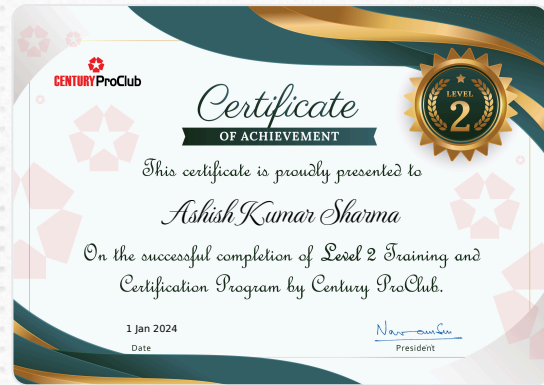 CENTURY ProClub
Certificate
OF ACHIEVEMENT
LEVEL
2
This certificate is proudly presented to
Ashish Kumar Sharma
On the successful completion of Level 2 Training and
Certification Program by Century ProClub.
1 Jan 2024
Date
President